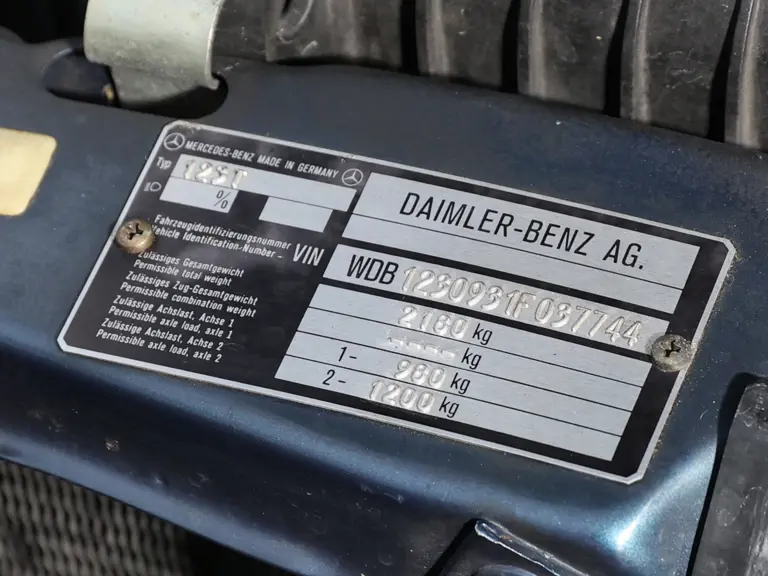 MERCEDES-BENZ MADE IN GERMANY
Typ 123T
%
DAIMLER-BENZ AG.
Fahrzeugidentifizierungsnummer
Vehicle Identification-Number - VIN
WDB 1230931F037744
Zulässiges Gesamtgewicht
Permissible total weight
2180 kg
Zulässiges Zug-Gesamtgewicht
Permissible combination weight
kg
Zulässige Achslast, Achse 1
Permissible axle load, axle 1
1- 980 kg
Zulässige Achslast, Achse 2
Permissible axle load, axle 2
2- 1200 kg